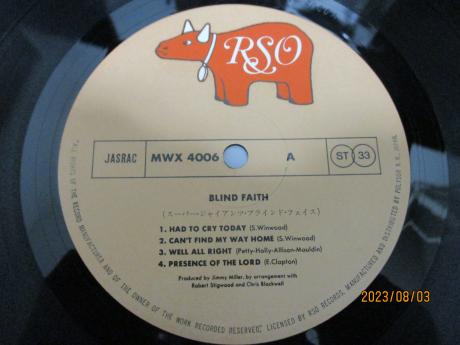 RSO
JASRAC
MWX 4006
A
ST 33
BLIND FAITH
(スーパー・ジャイアンツ・ブラインド・フェイス)
1. HAD TO CRY TODAY (S.Winwood)
2. CAN'T FIND MY WAY HOME (S.Winwood)
3. WELL ALL RIGHT (Petty-Holly-Allison-Mauldin)
4. PRESENCE OF THE LORD (E.Clapton)
Produced by Jimmy Miller, by arrangement with
Robert Stigwood and Chris Blackwell
AND OF THE OWNER OF THE WORK RECORDED RESERVED. LICENSED BY RSO RECORDS. MANUFACTURED AND DISTRIBUTED BY POLYDOR K.K., JAPAN.
2023/08/03